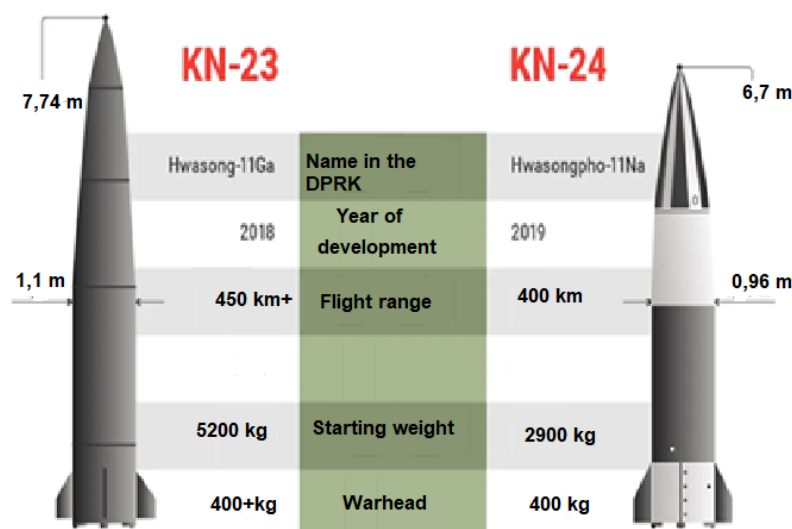 KN-23
KN-24
7,74 m
6,7 m
Hwasong-11Ga
Name in the
DPRK
Hwasongpho-11Na
2018
Year of
development
2019
1,1 m
450 km+
Flight range
400 km
0,96 m
5200 kg
Starting weight
2900 kg
400+kg
Warhead
400 kg